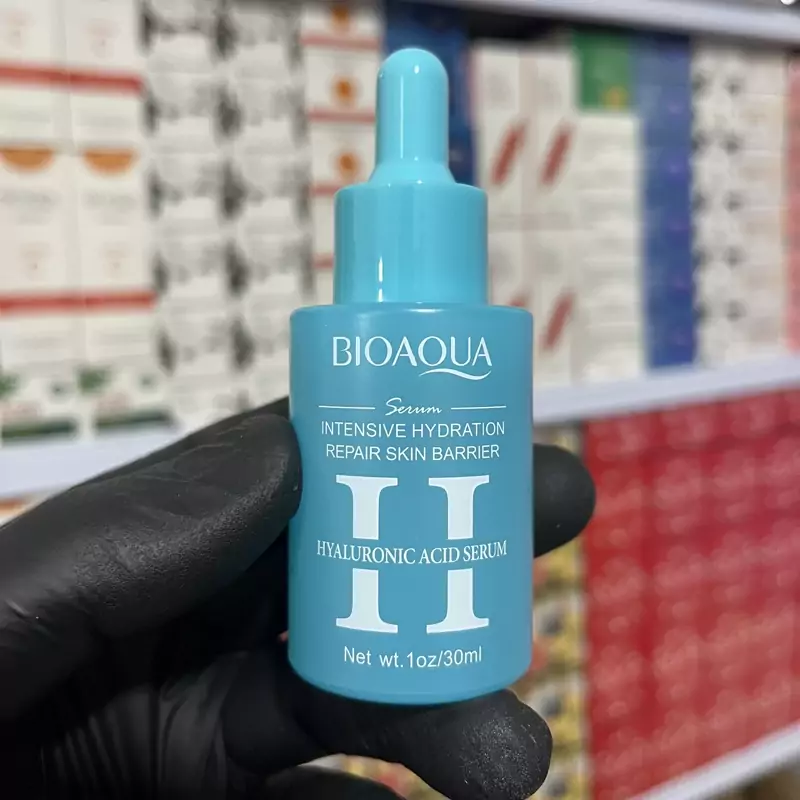 BIOAQUA
Serum
INTENSIVE HYDRATION
REPAIR SKIN BARRIER
H
HYALURONIC ACID SERUM
Net wt.1oz/30ml